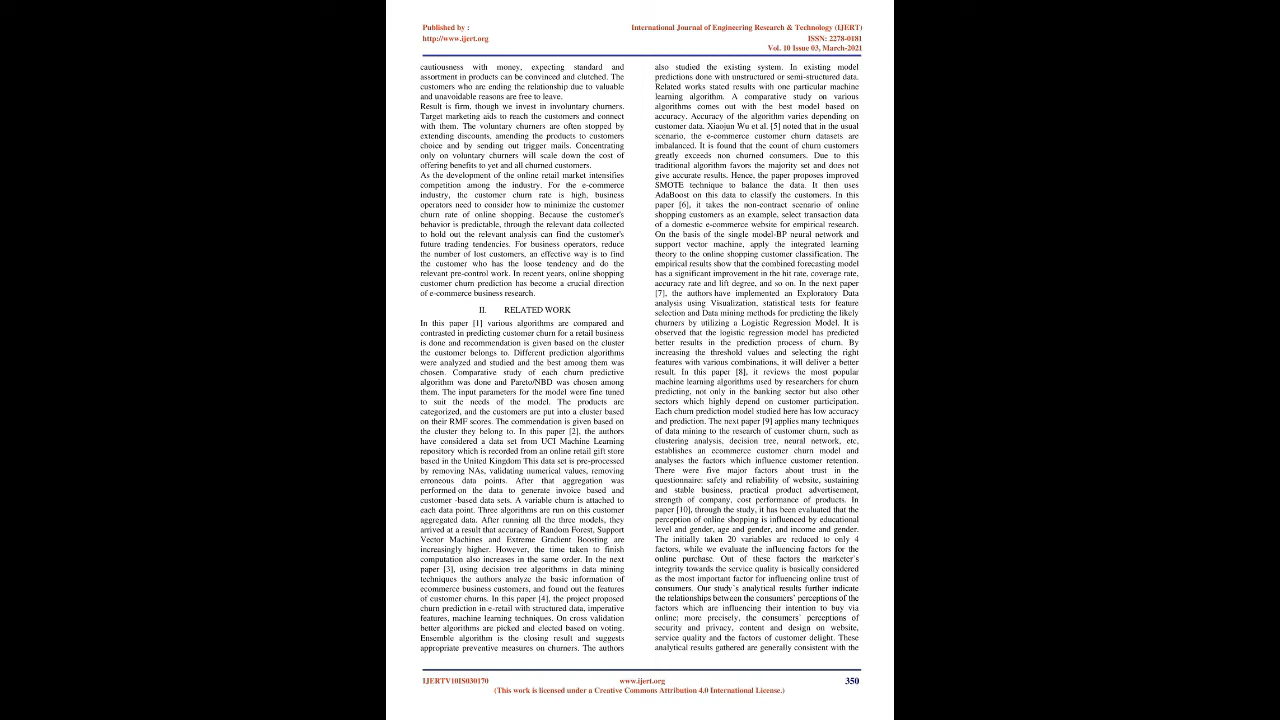 Published by :
http://www.ijert.org
International Journal of Engineering Research & Technology (IJERT)
ISSN: 2278-0181
Vol. 10 Issue 03, March-2021
cautiousness with money, expecting standard and
assortment in products can be convinced and clutched. The
customers who are ending the relationship due to valuable
and unavoidable reasons are free to leave.
Result is firm, though we invest in involuntary churners.
Target marketing aids to reach the customers and connect
with them. The voluntary churners are often stopped by
extending discounts, amending the products to customers
choice and by sending out trigger mails. Concentrating
only on voluntary churners will scale down the cost of
offering benefits to yet and all churned customers.
As the development of the online retail market intensifies
competition among the industry. For the e-commerce
industry, the customer churn rate is high, business
operators need to consider how to minimize the customer
churn rate of online shopping. Because the customer's
behavior is predictable, through the relevant data collected
to hold out the relevant analysis can find the customer's
future trading tendencies. For business operators, reduce
the number of lost customers, an effective way is to find
the customer who has the loose tendency and do the
relevant pre-control work. In recent years, online shopping
customer churn prediction has become a crucial direction
of e-commerce business research.
II. RELATED WORK
In this paper [1] various algorithms are compared and
contrasted in predicting customer churn for a retail business
is done and recommendation is given based on the cluster
the customer belongs to. Different prediction algorithms
were analyzed and studied and the best among them was
chosen. Comparative study of each churn predictive
algorithm was done and Pareto/NBD was chosen among
them. The input parameters for the model were fine tuned
to suit the needs of the model. The products are
categorized, and the customers are put into a cluster based
on their RMF scores. The commendation is given based on
the cluster they belong to. In this paper [2], the authors
have considered a data set from UCI Machine Learning
repository which is recorded from an online retail gift store
based in the United Kingdom This data set is pre-processed
by removing NAs, validating numerical values, removing
erroneous data points. After that aggregation was
performed on the data to generate invoice based and
customer -based data sets. A variable churn is attached to
each data point. Three algorithms are run on this customer
aggregated data. After running all the three models, they
arrived at a result that accuracy of Random Forest, Support
Vector Machines and Extreme Gradient Boosting are
increasingly higher. However, the time taken to finish
computation also increases in the same order. In the next
paper [3], using decision tree algorithms in data mining
techniques the authors analyze the basic information of
ecommerce business customers, and found out the features
of customer churns. In this paper [4], the project proposed
churn prediction in e-retail with structured data, imperative
features, machine learning techniques. On cross validation
better algorithms are picked and elected based on voting.
Ensemble algorithm is the closing result and suggests
appropriate preventive measures on churners. The authors
also studied the existing system. In existing model
predictions done with unstructured or semi-structured data.
Related works stated results with one particular machine
learning algorithm. A comparative study on various
algorithms comes out with the best model based on
accuracy. Accuracy of the algorithm varies depending on
customer data. Xiaojun Wu et al. [5] noted that in the usual
scenario, the e-commerce customer churn datasets are
imbalanced. It is found that the count of churn customers
greatly exceeds non churned consumers. Due to this
traditional algorithm favors the majority set and does not
give accurate results. Hence, the paper proposes improved
SMOTE technique to balance the data. It then uses
AdaBoost on this data to classify the customers. In this
paper [6], it takes the non-contract scenario of online
shopping customers as an example, select transaction data
of a domestic e-commerce website for empirical research.
On the basis of the single model-BP neural network and
support vector machine, apply the integrated learning
theory to the online shopping customer classification. The
empirical results show that the combined forecasting model
has a significant improvement in the hit rate, coverage rate,
accuracy rate and lift degree, and so on. In the next paper
[7], the authors have implemented an Exploratory Data
analysis using Visualization, statistical tests for feature
selection and Data mining methods for predicting the likely
churners by utilizing a Logistic Regression Model. It is
observed that the logistic regression model has predicted
better results in the prediction process of churn. By
increasing the threshold values and selecting the right
features with various combinations, it will deliver a better
result. In this paper [8], it reviews the most popular
machine learning algorithms used by researchers for churn
predicting, not only in the banking sector but also other
sectors which highly depend on customer participation.
Each churn prediction model studied here has low accuracy
and prediction. The next paper [9] applies many techniques
of data mining to the research of customer churn, such as
clustering analysis, decision tree, neural network, etc,
establishes an ecommerce customer churn model and
analyses the factors which influence customer retention.
There were five major factors about trust in the
questionnaire: safety and reliability of website, sustaining
and stable business, practical product advertisement,
strength of company, cost performance of products. In
paper [10], through the study, it has been evaluated that the
perception of online shopping is influenced by educational
level and gender, age and gender, and income and gender.
The initially taken 20 variables are reduced to only 4
factors, while we evaluate the influencing factors for the
online purchase. Out of these factors the marketer's
integrity towards the service quality is basically considered
as the most important factor for influencing online trust of
consumers. Our study's analytical results further indicate
the relationships between the consumers' perceptions of the
factors which are influencing their intention to buy via
online; more precisely, the consumers' perceptions of
security and privacy, content and design on website,
service quality and the factors of customer delight. These
analytical results gathered are generally consistent with the
IJERTV10IS030170
www.ijert.org
350
(This work is licensed under a Creative Commons Attribution 4.0 International License.)